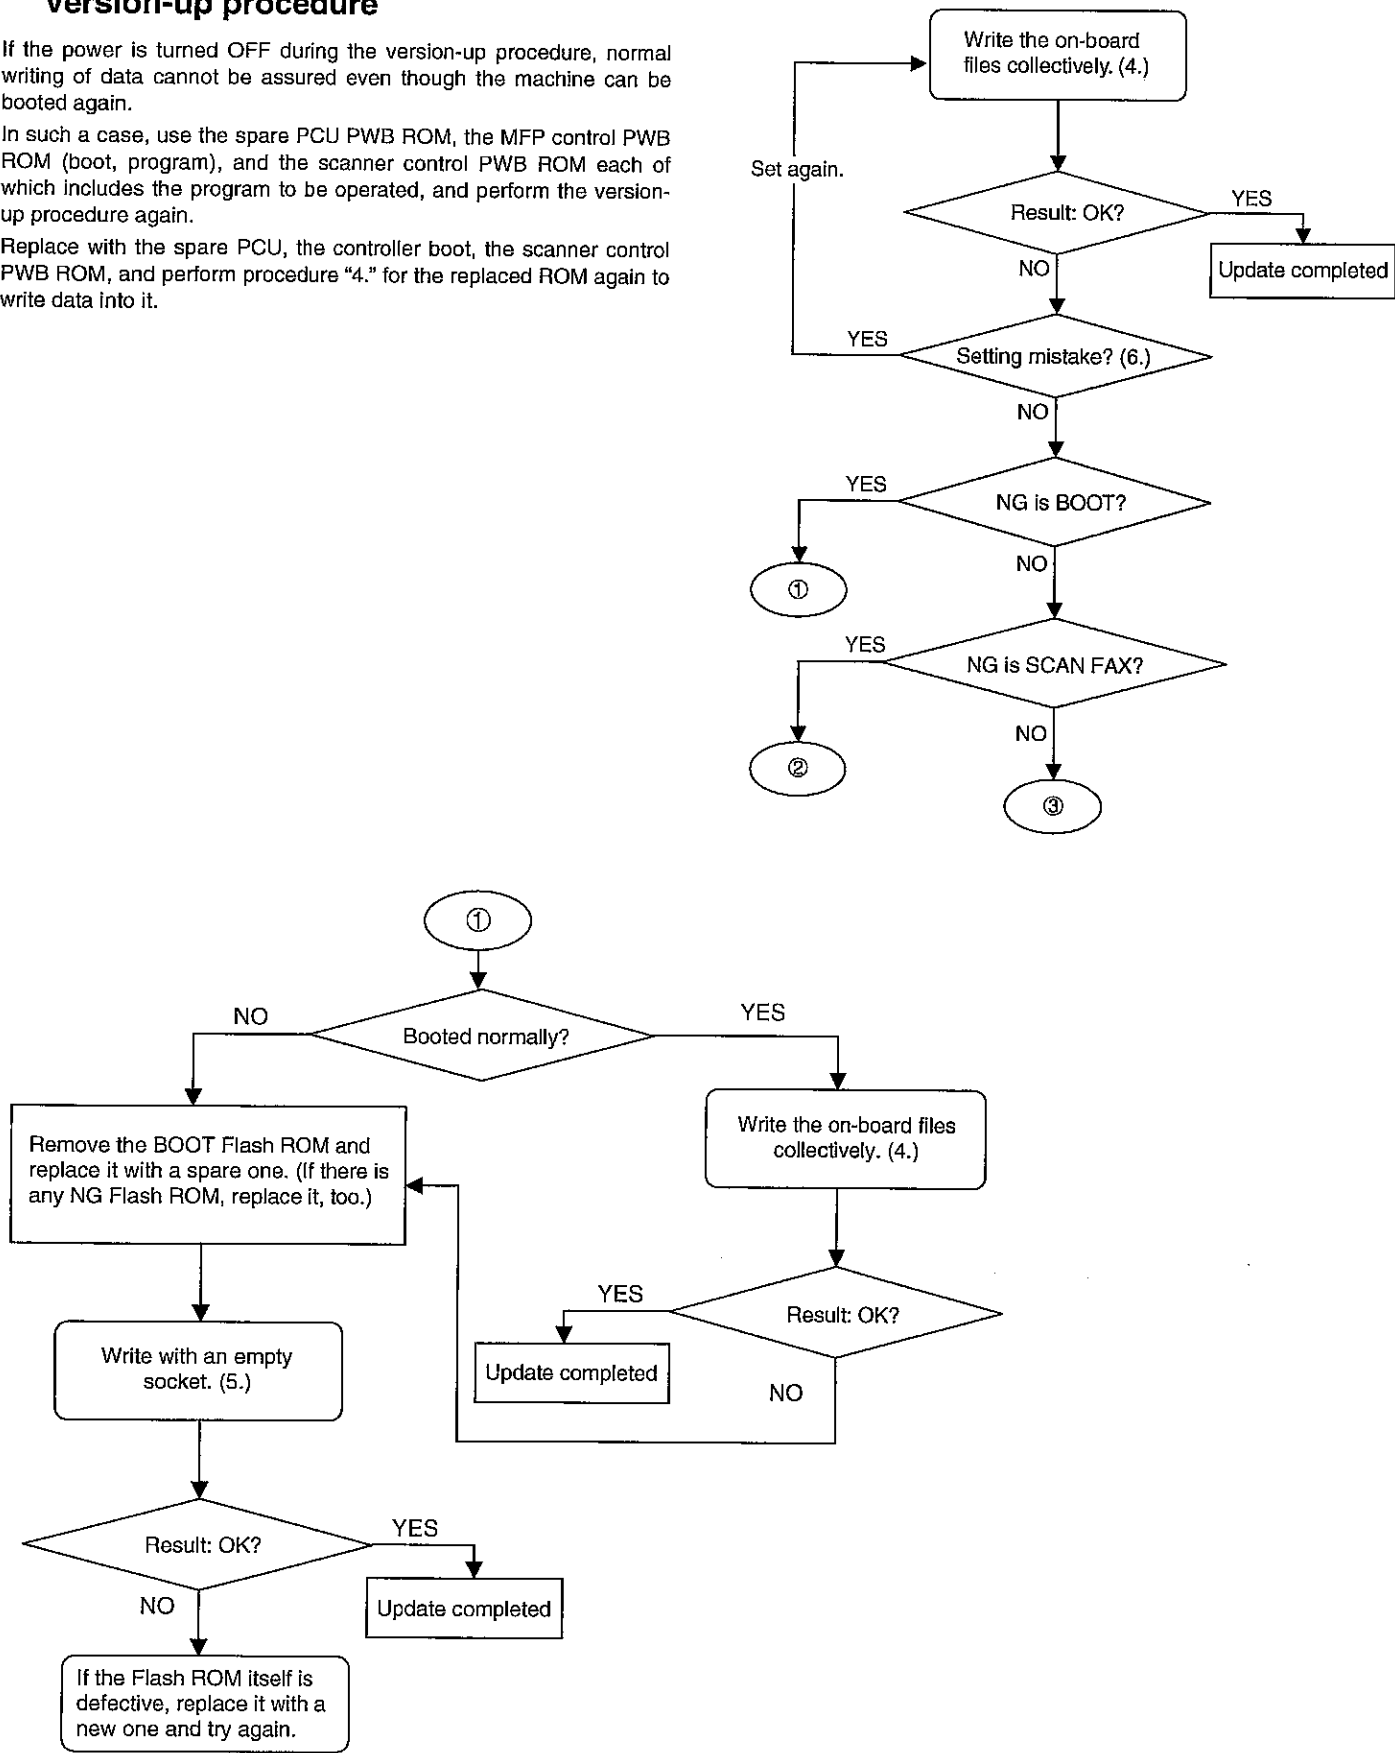 version-up procedure
If the power is turned OFF during the version-up procedure, normal
writing of data cannot be assured even though the machine can be
booted again.
In such a case, use the spare PCU PWB ROM, the MFP control PWB
ROM (boot, program), and the scanner control PWB ROM each of
which includes the program to be operated, and perform the version-
up procedure again.
Replace with the spare PCU, the controller boot, the scanner control
PWB ROM, and perform procedure “4.” for the replaced ROM again to
write data into it.
Write the on-board
files collectively. (4.)
Set again.
Result: OK?
YES
Update completed
NO
YES
Setting mistake? (6.)
NO
YES
NG is BOOT?
①
NO
YES
NG is SCAN FAX?
②
NO
③
①
NO
Booted normally?
YES
Remove the BOOT Flash ROM and
replace it with a spare one. (If there is
any NG Flash ROM, replace it, too.)
Write the on-board files
collectively. (4.)
YES
Result: OK?
Update completed
NO
Write with an empty
socket. (5.)
Result: OK?
YES
Update completed
NO
If the Flash ROM itself is
defective, replace it with a
new one and try again.